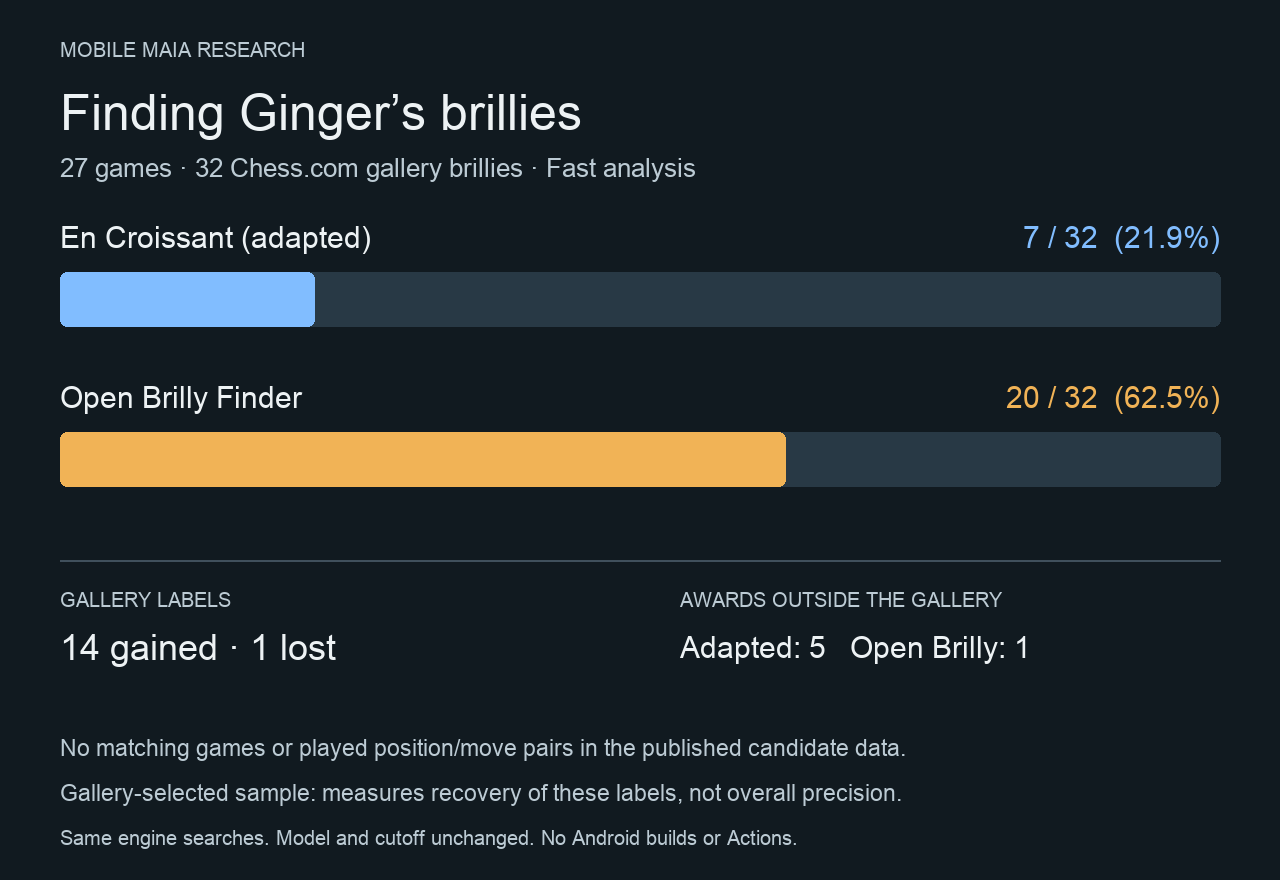 MOBILE MAIA RESEARCH
Finding Ginger’s brillies
27 games · 32 Chess.com gallery brillies · Fast analysis
En Croissant (adapted)
7 / 32 (21.9%)
Open Brilly Finder
20 / 32 (62.5%)
GALLERY LABELS
14 gained · 1 lost
AWARDS OUTSIDE THE GALLERY
Adapted: 5 Open Brilly: 1
No matching games or played position/move pairs in the published candidate data.
Gallery-selected sample: measures recovery of these labels, not overall precision.
Same engine searches. Model and cutoff unchanged. No Android builds or Actions.